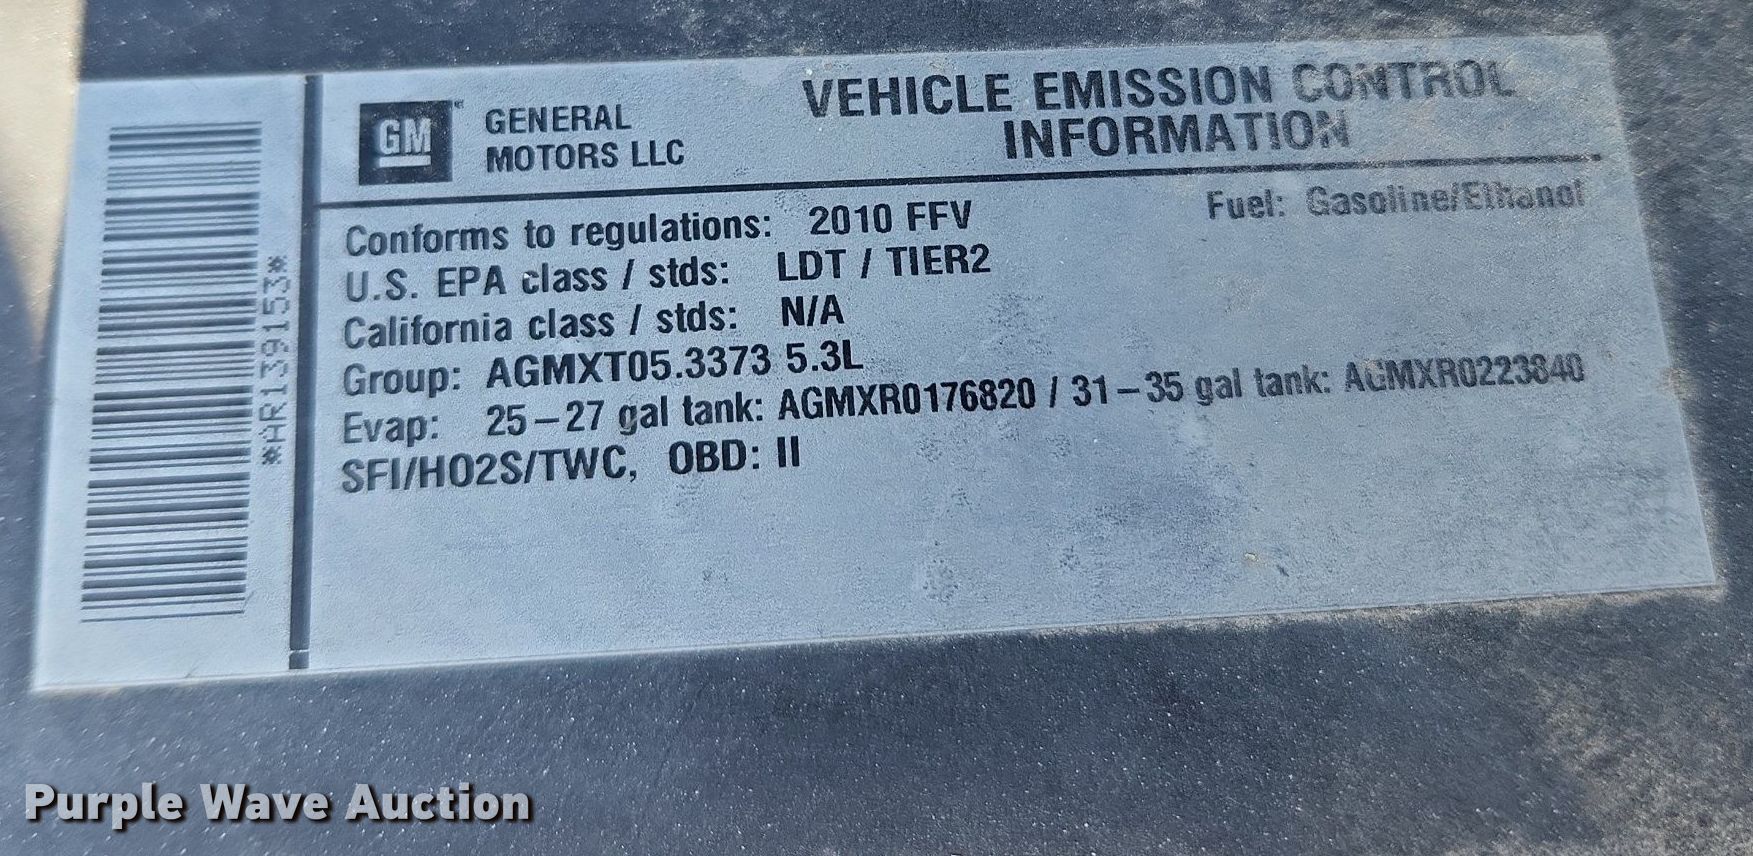 *AR139153*
GM
GENERAL
MOTORS LLC
VEHICLE EMISSION CONTROL
INFORMATION
Conforms to regulations: 2010 FFV
Fuel: Gasoline/Ethanol
U.S. EPA class / stds: LDT / TIER2
California class / stds: N/A
Group: AGMXT05.3373 5.3L
Evap: 25-27 gal tank: AGMXR0176820 / 31-35 gal tank: AGMXR0223840
SFI/HO2S/TWC, OBD: II
Purple Wave Auction